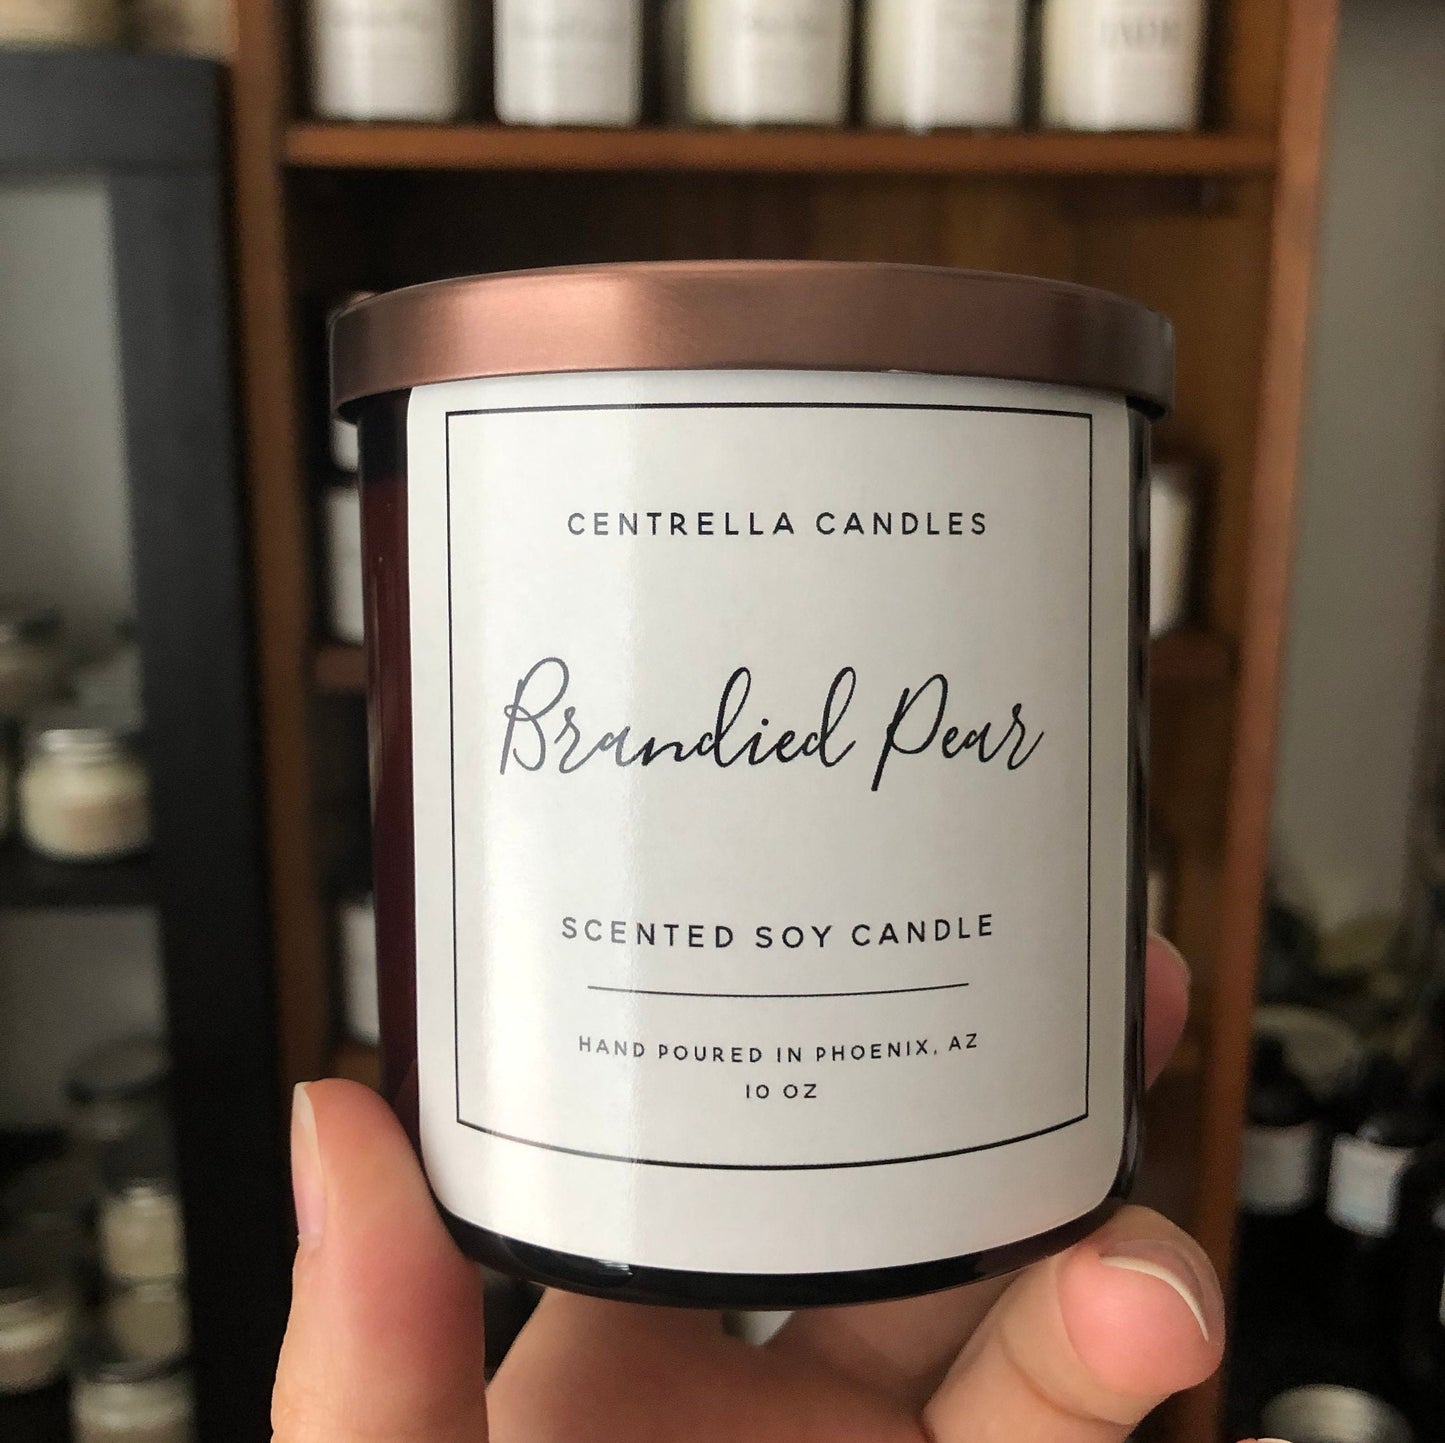 CENTRELLA CANDLES
Brandied Pear
SCENTED SOY CANDLE
HAND POURED IN PHOENIX, AZ
10 OZ